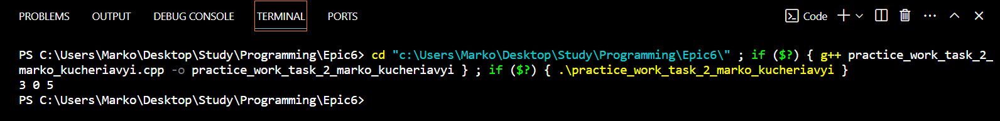 PROBLEMS OUTPUT DEBUG CONSOLE TERMINAL PORTS Code
PS C:\Users\Marko\Desktop\Study\Programming\Epic6> cd "c:\Users\Marko\Desktop\Study\Programming\Epic6\" ; if ($?) { g++ practice_work_task_2_
marko_kucheriavyi.cpp -o practice_work_task_2_marko_kucheriavyi } ; if ($?) { .\practice_work_task_2_marko_kucheriavyi }
3 0 5
PS C:\Users\Marko\Desktop\Study\Programming\Epic6>